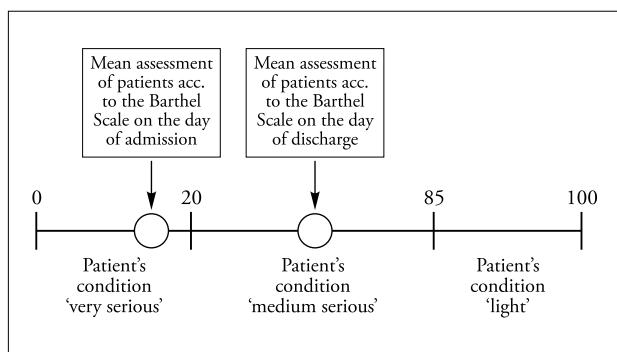 Mean assessment
of patients acc.
to the Barthel
Scale on the day
of admission
Mean assessment
of patients acc.
to the Barthel
Scale on the day
of discharge
0
20
85
100
Patient's
condition
'very serious'
Patient's
condition
'medium serious'
Patient's
condition
'light'